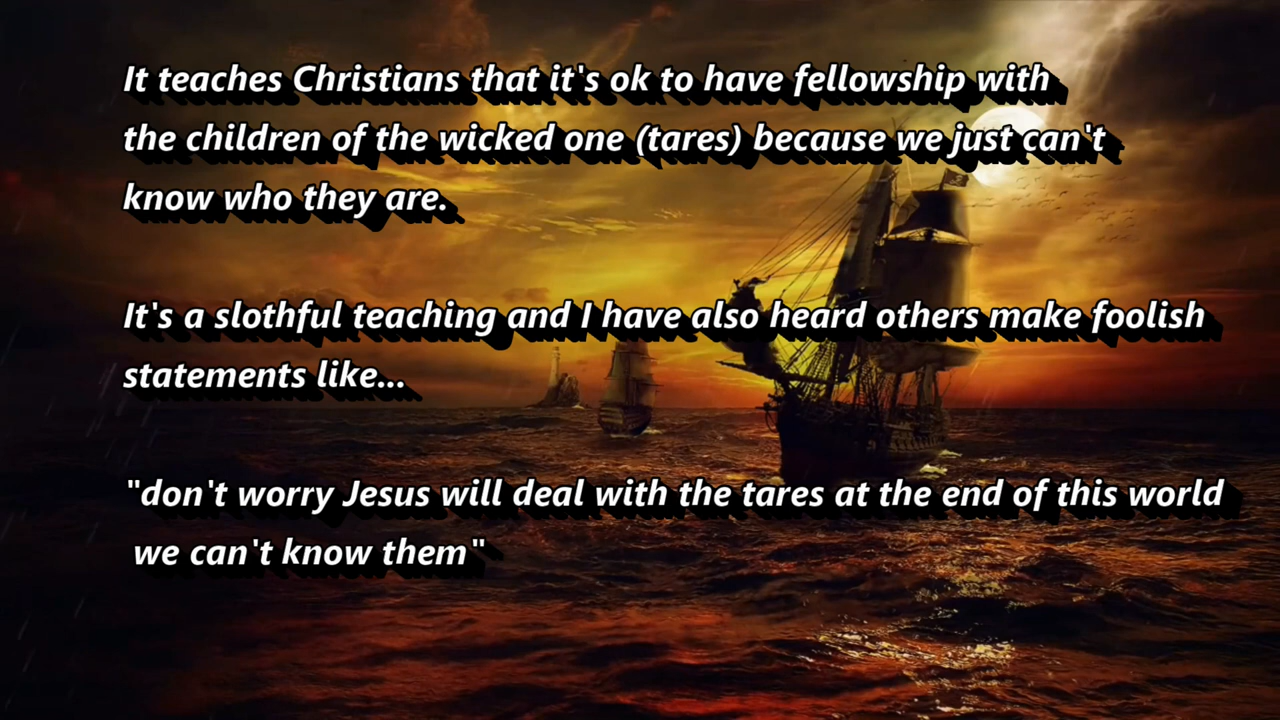 It teaches Christians that it's ok to have fellowship with
the children of the wicked one (tares) because we just can't
know who they are.
It's a slothful teaching and I have also heard others make foolish
statements like...
"don't worry Jesus will deal with the tares at the end of this world
we can't know them"